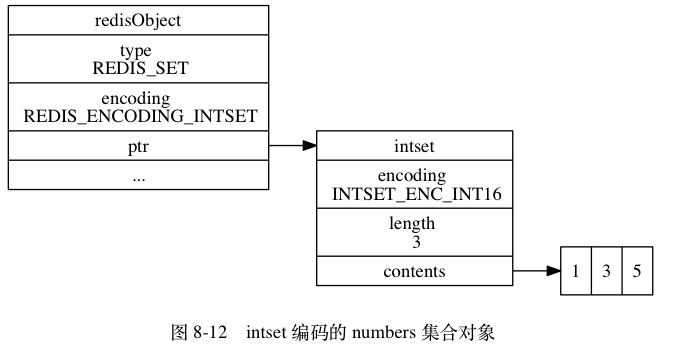 redisObject
type
REDIS_SET
encoding
REDIS_ENCODING_INTSET
ptr
...
intset
encoding
INTSET_ENC_INT16
length
3
contents
1 3 5
图 8-12 intset 编码的 numbers 集合对象